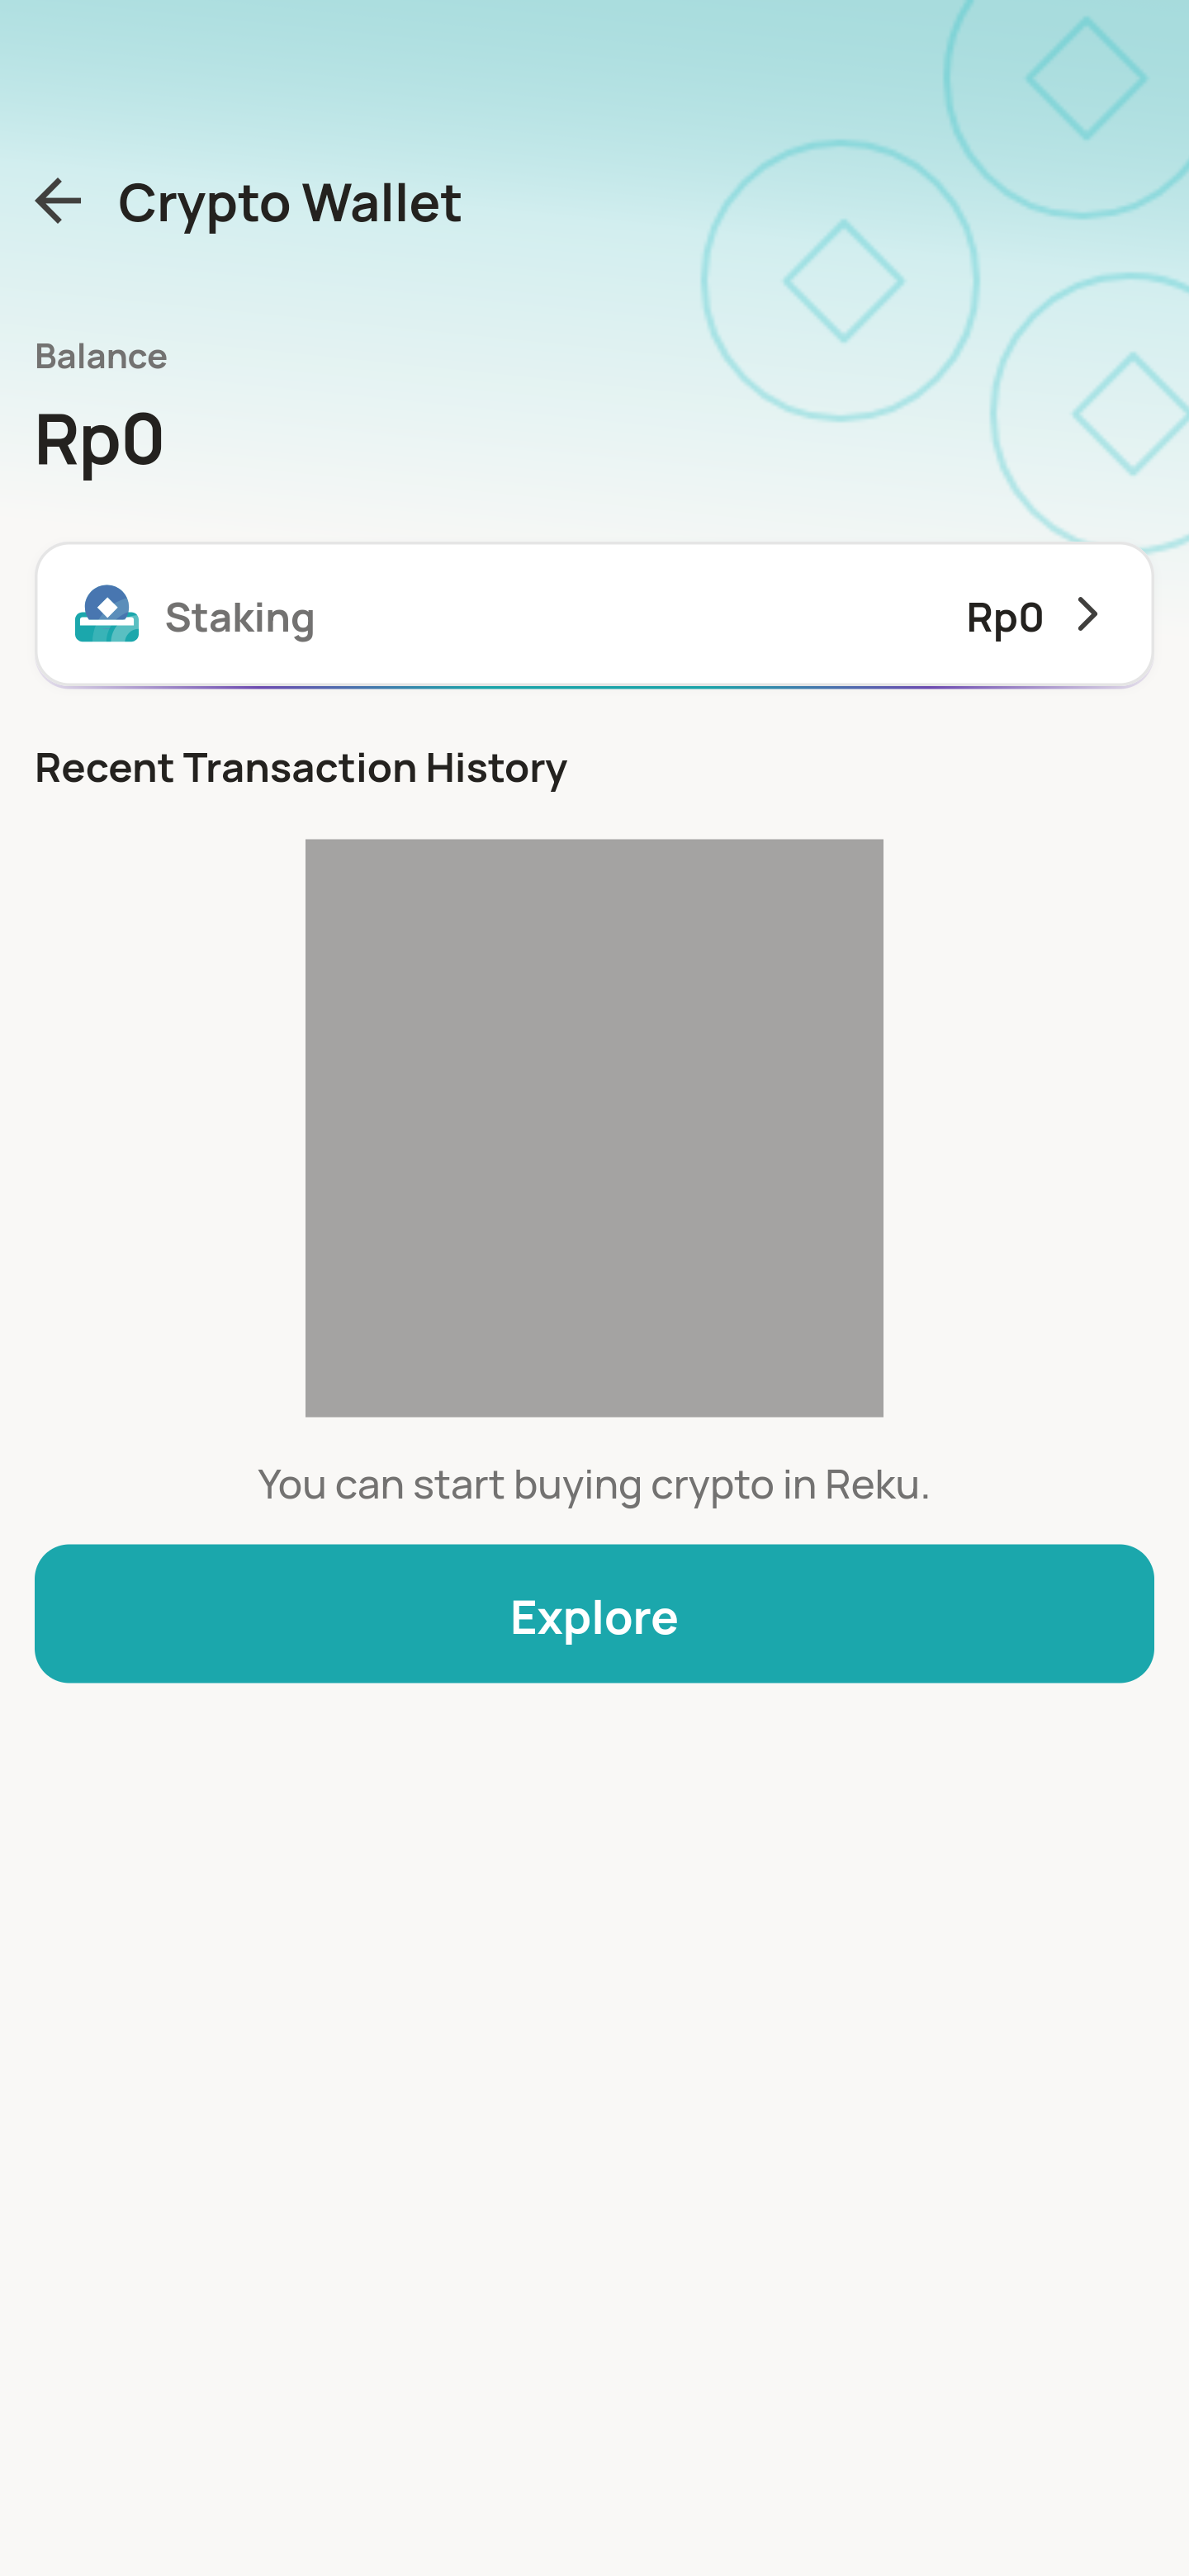 Crypto Wallet
Balance
Rp0
Staking Rp0
Recent Transaction History
You can start buying crypto in Reku.
Explore